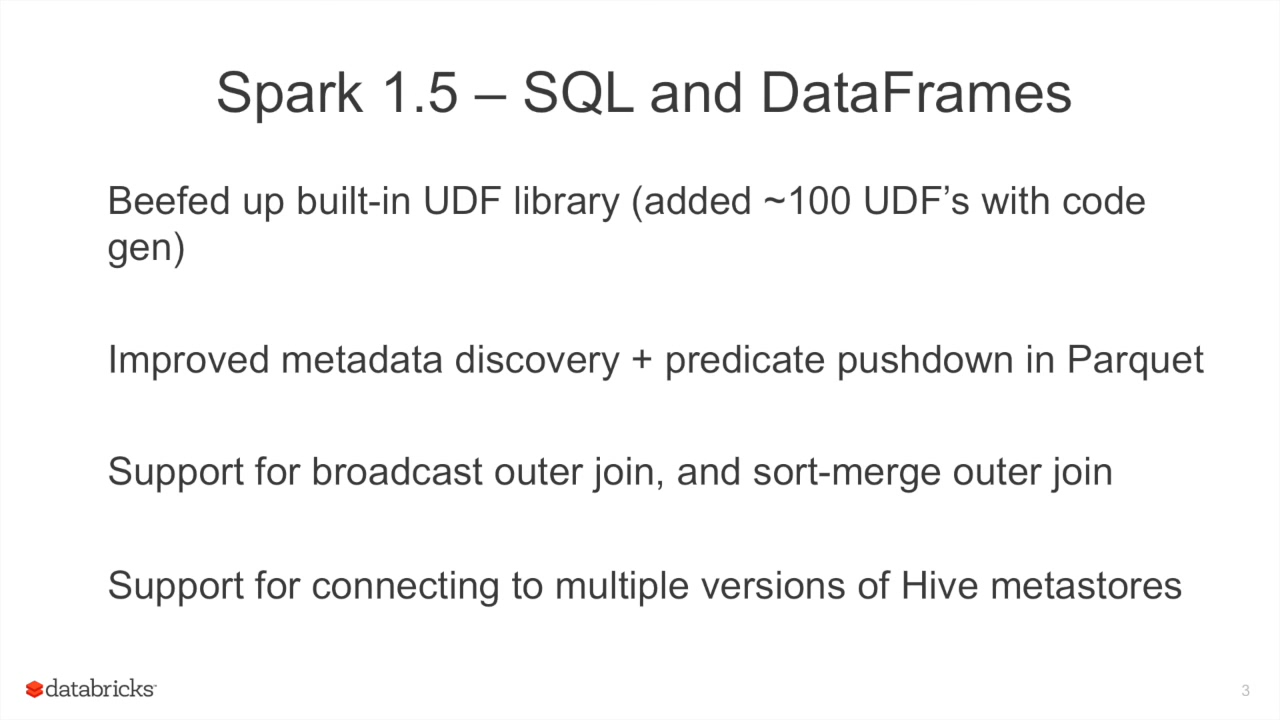 Spark 1.5 – SQL and DataFrames
Beefed up built-in UDF library (added ~100 UDF’s with code
gen)
Improved metadata discovery + predicate pushdown in Parquet
Support for broadcast outer join, and sort-merge outer join
Support for connecting to multiple versions of Hive metastores
databricks
3